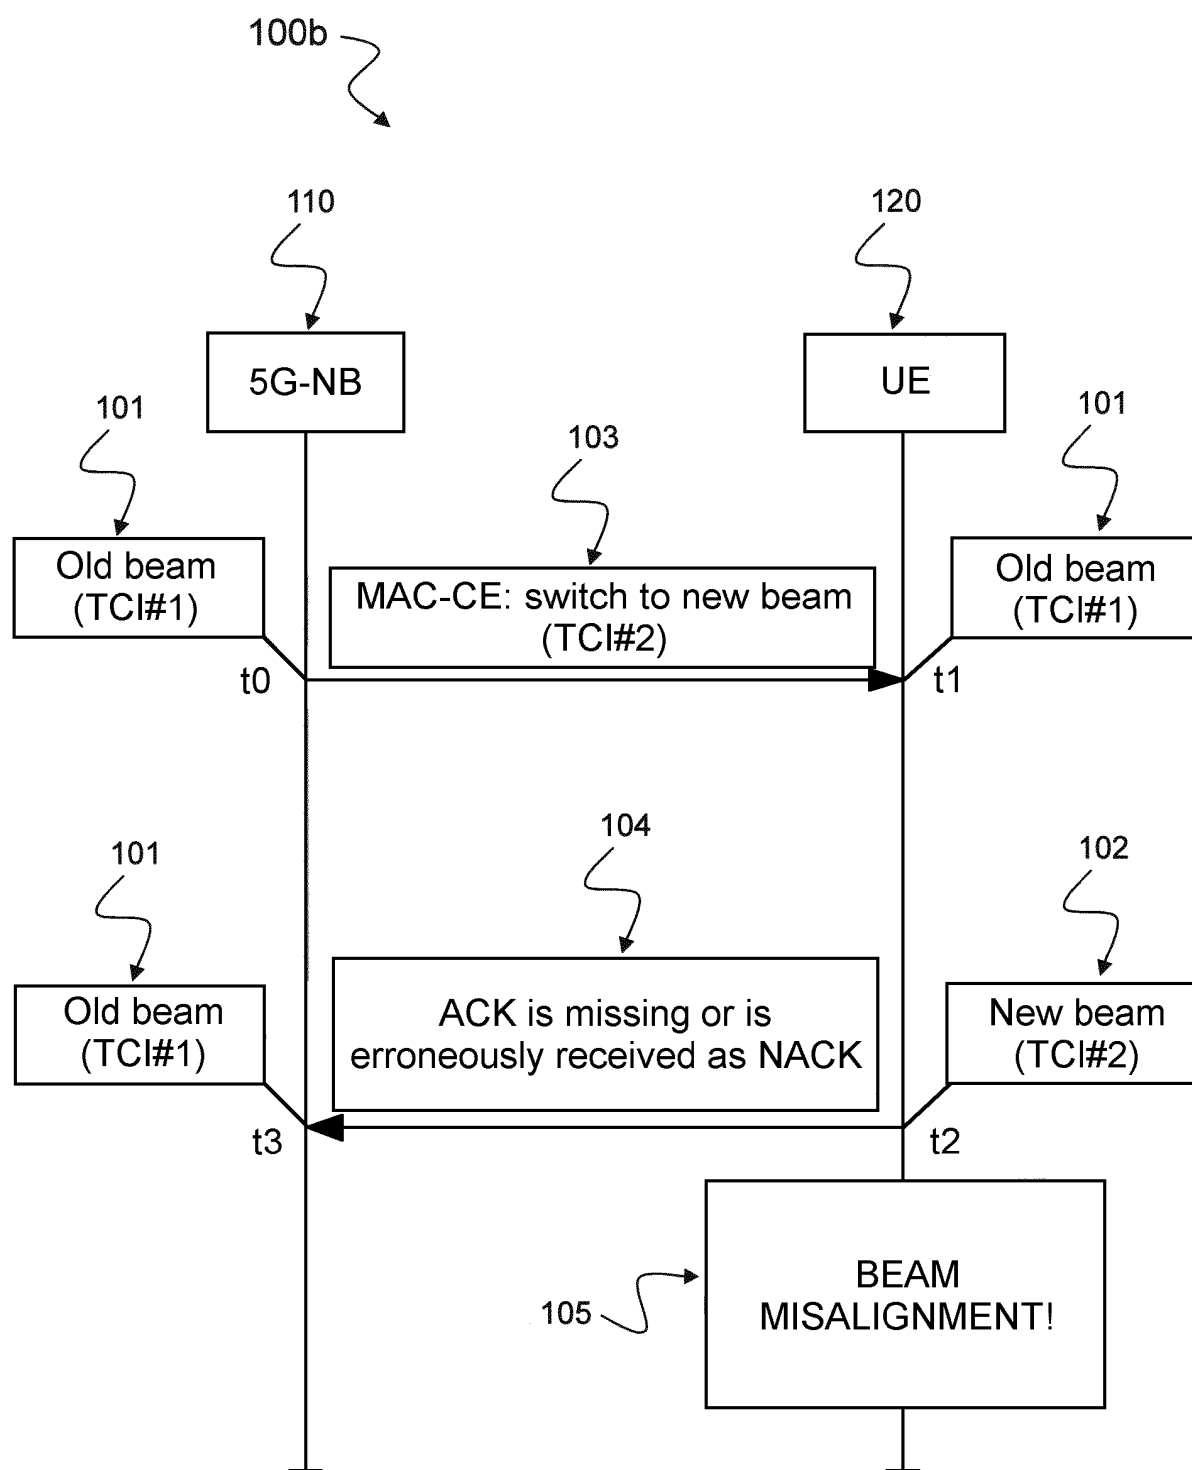 100b
110
120
5G-NB
UE
101
103
101
Old beam
(TCI#1)
MAC-CE: switch to new beam
(TCI#2)
Old beam
(TCI#1)
t0
t1
101
104
102
Old beam
(TCI#1)
ACK is missing or is
erroneously received as NACK
New beam
(TCI#2)
t3
t2
105
BEAM
MISALIGNMENT!